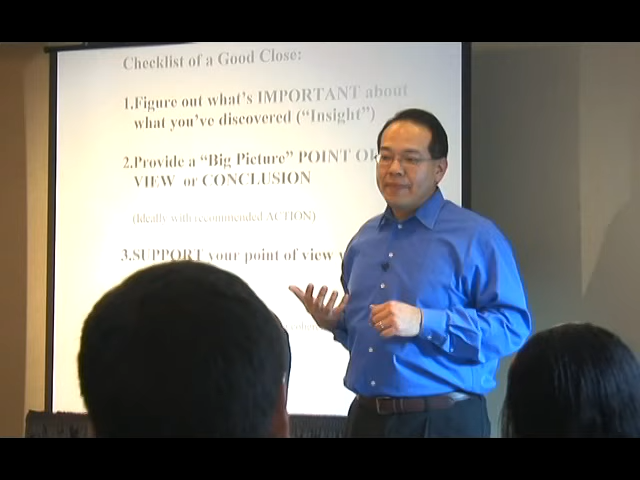 Checklist of a Good Close:
1.Figure out what's IMPORTANT about
what you've discovered ("Insight")
2.Provide a "Big Picture" POINT OF
VIEW or CONCLUSION
(Ideally with recommended ACTION)
3.SUPPORT your point of view